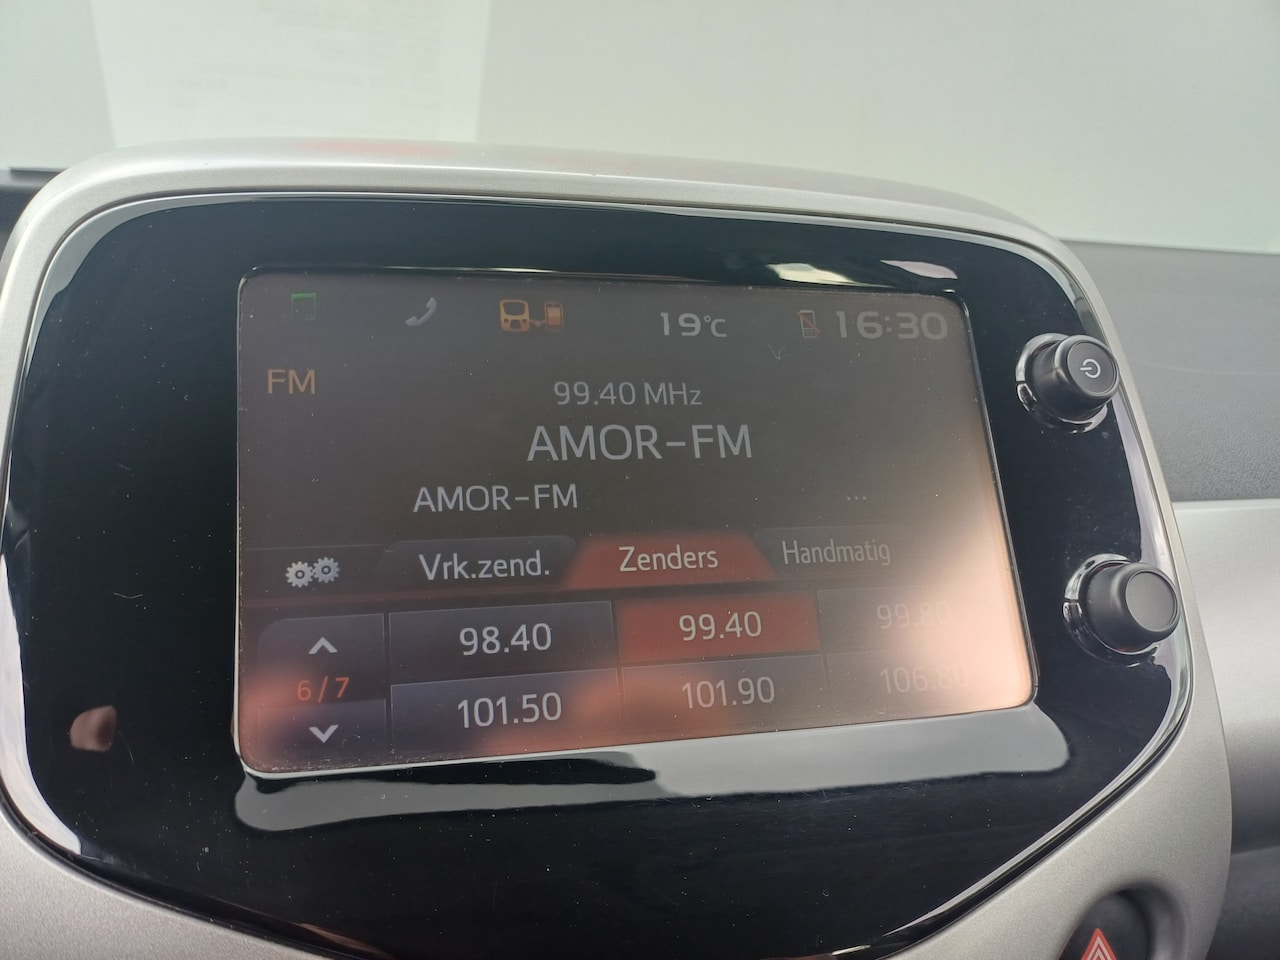 19°C 16:30
FM
99.40 MHz
AMOR-FM
AMOR-FM ...
Vrk.zend. Zenders Handmatig
98.40 99.40 99.80
6/7
101.50 101.90 106.80